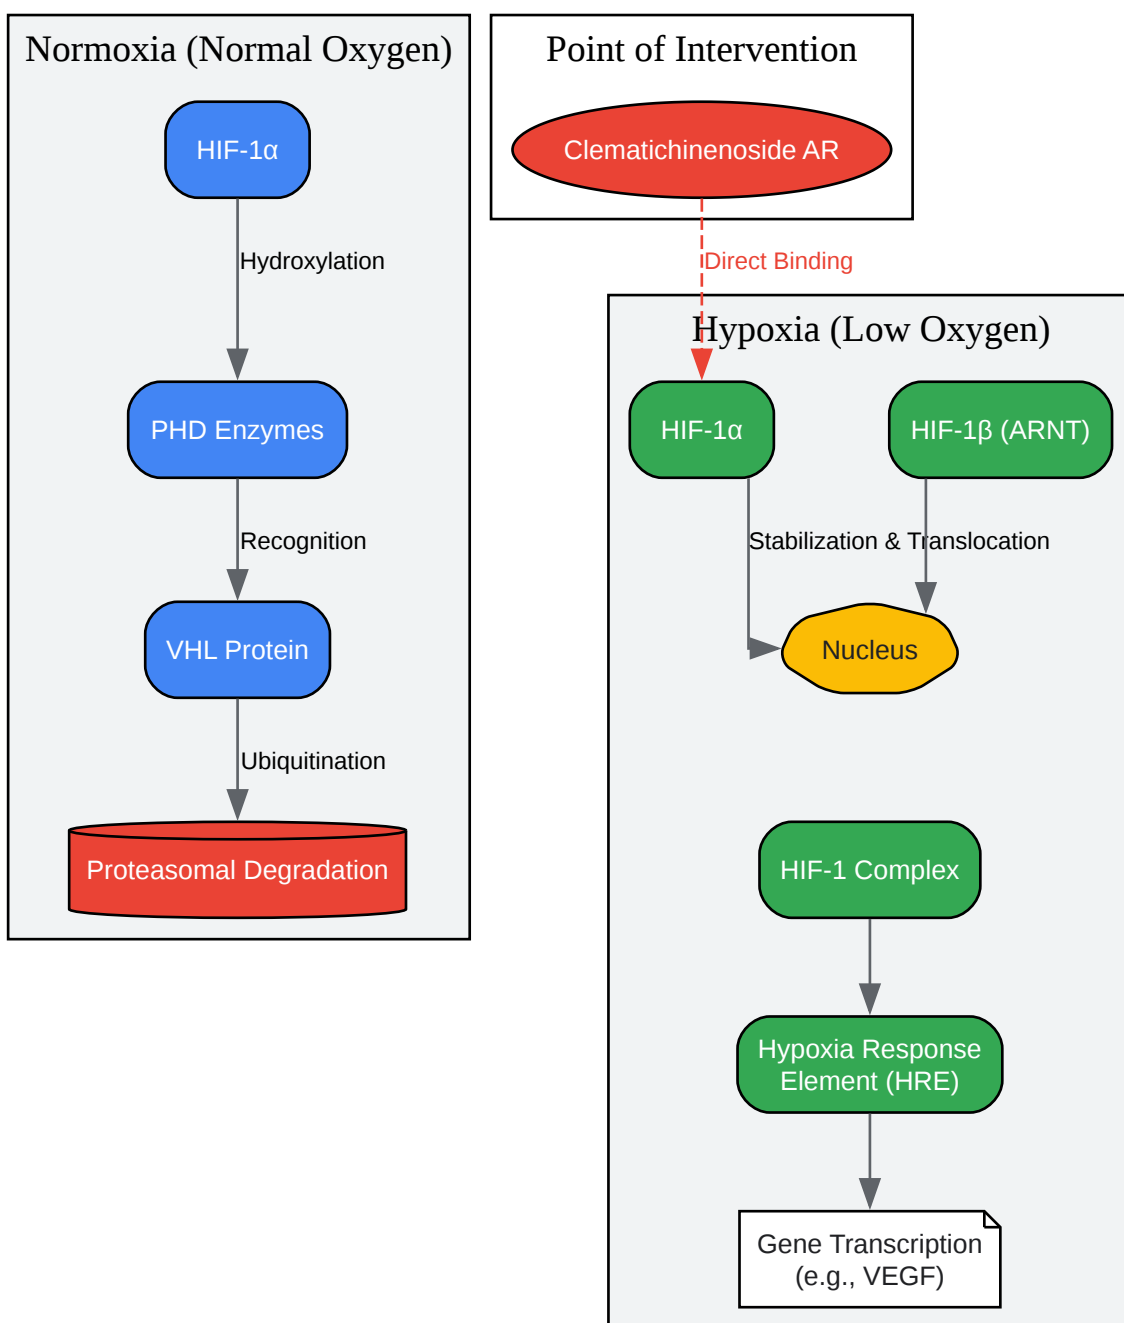 Normoxia (Normal Oxygen)
HIF-1α
Hydroxylation
PHD Enzymes
Recognition
VHL Protein
Ubiquitination
Proteasomal Degradation
Point of Intervention
Clematichinenoside AR
Direct Binding
Hypoxia (Low Oxygen)
HIF-1α
HIF-1β (ARNT)
Stabilization & Translocation
Nucleus
HIF-1 Complex
Hypoxia Response
Element (HRE)
Gene Transcription
(e.g., VEGF)